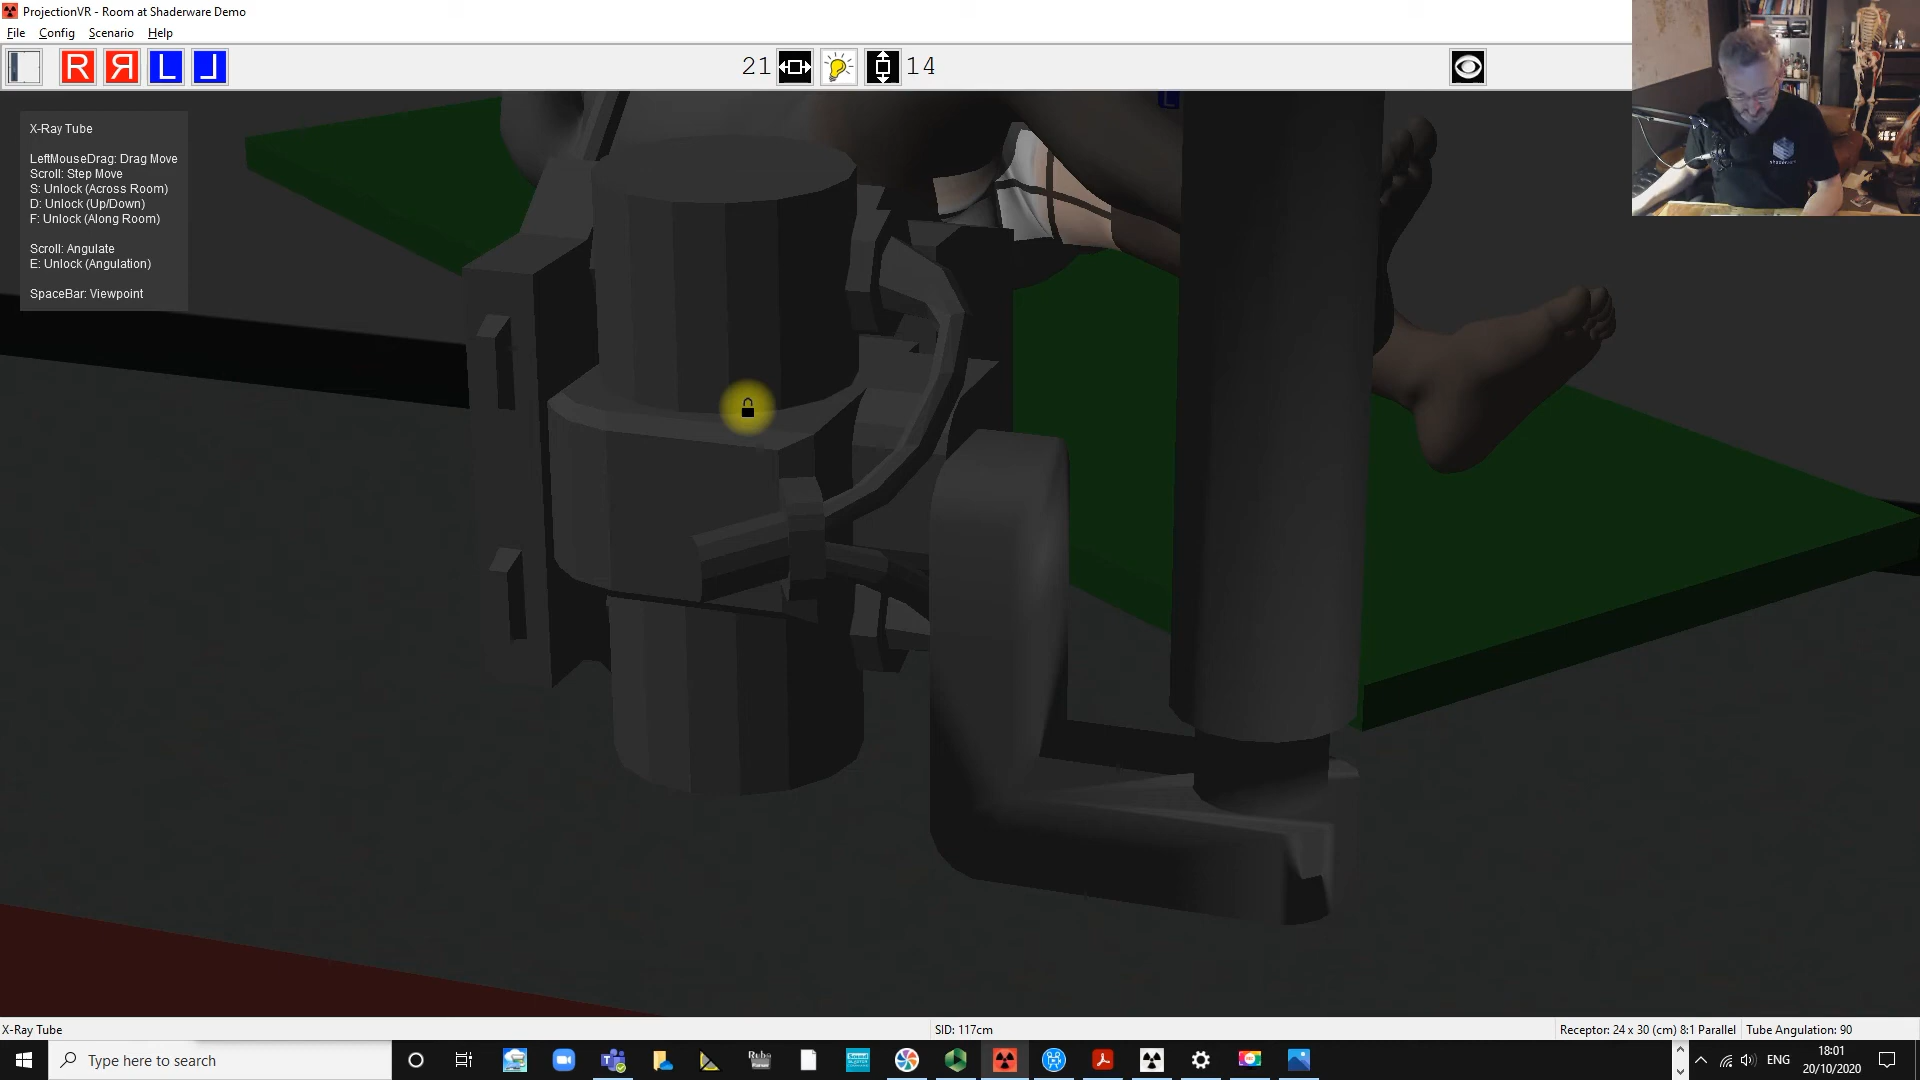 ProjectionVR - Room at Shaderware Demo
File Config Scenario Help
R R L L 21 14
X-Ray Tube
LeftMouseDrag: Drag Move
Scroll: Step Move
S: Unlock (Across Room)
D: Unlock (Up/Down)
F: Unlock (Along Room)
Scroll: Angulate
E: Unlock (Angulation)
SpaceBar: Viewpoint
X-Ray Tube SID: 117cm Receptor: 24 x 30 (cm) 8:1 Parallel Tube Angulation: 90
Type here to search
ENG
18:01
20/10/2020